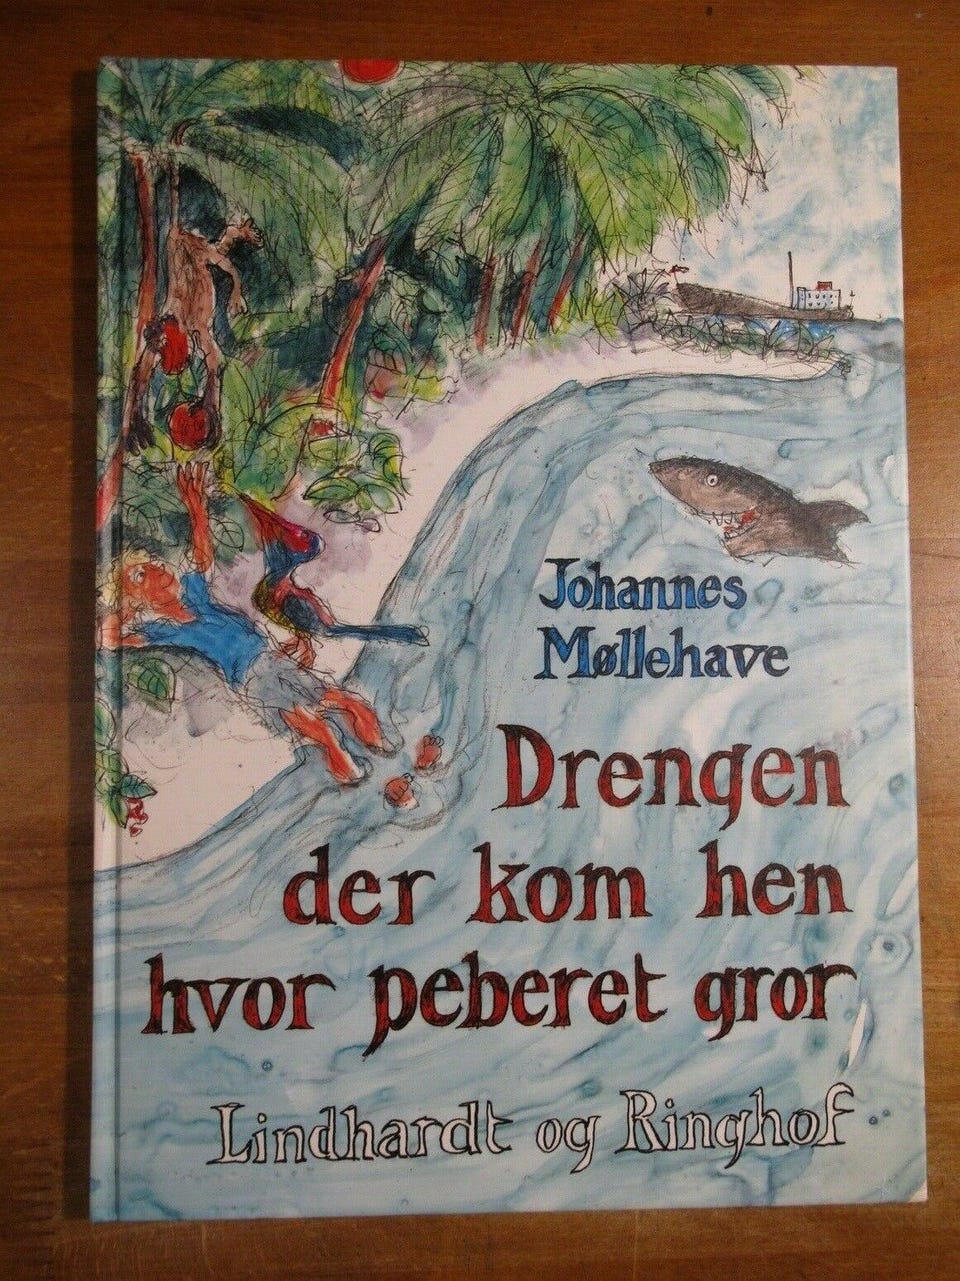 Johannes
Møllehave
Drengen
der kom hen
hvor peberet gror
Lindhardt og Ringhof